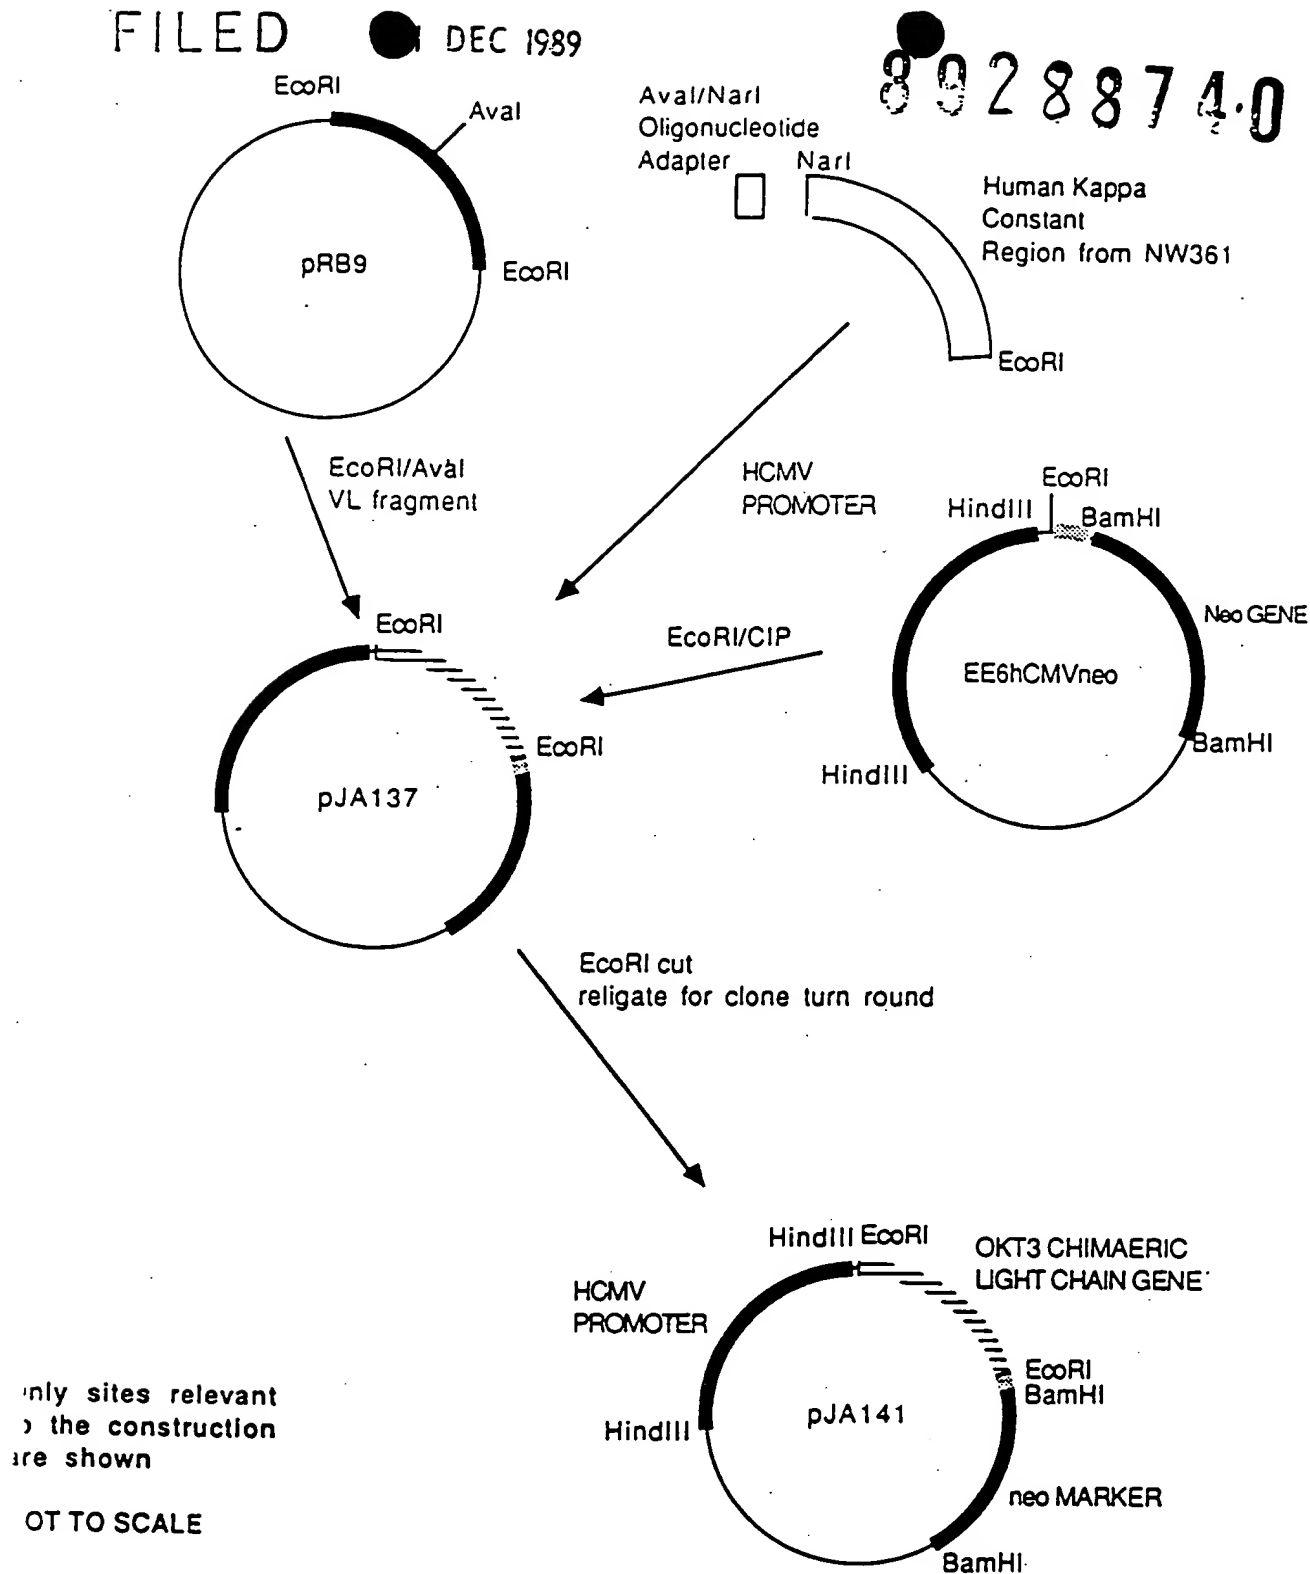 FILED DEC 1989
8928874.0
EcoRI
AvaI
pRB9
EcoRI
AvaI/NarI
Oligonucleotide
Adapter
NarI
Human Kappa
Constant
Region from NW361
EcoRI
EcoRI/AvaI
VL fragment
HCMV
PROMOTER
EcoRI
HindIII
BamHI
Neo GENE
EE6hCMVneo
BamHI
HindIII
EcoRI/CIP
EcoRI
EcoRI
pJA137
EcoRI cut
religate for clone turn round
HindIII EcoRI
OKT3 CHIMAERIC
LIGHT CHAIN GENE
HCMV
PROMOTER
EcoRI
BamHI
pJA141
HindIII
neo MARKER
BamHI
sites relevant
the construction
shown
TO SCALE